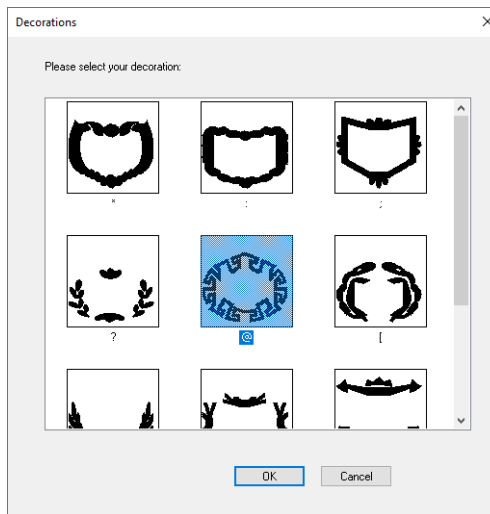 Decorations
Please select your decoration:
* : ;
? @ [
OK Cancel